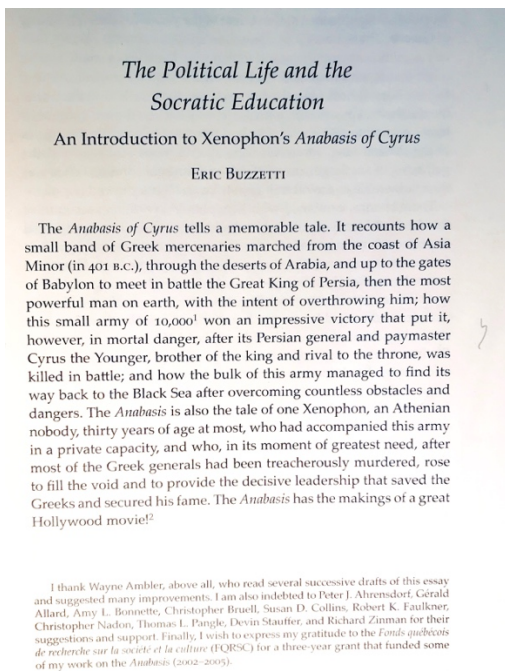 The Political Life and the
Socratic Education
An Introduction to Xenophon's Anabasis of Cyrus
ERIC BUZZETTI
The Anabasis of Cyrus tells a memorable tale. It recounts how a
small band of Greek mercenaries marched from the coast of Asia
Minor (in 401 B.C.), through the deserts of Arabia, and up to the gates
of Babylon to meet in battle the Great King of Persia, then the most
powerful man on earth, with the intent of overthrowing him; how
this small army of 10,000¹ won an impressive victory that put it,
however, in mortal danger, after its Persian general and paymaster
Cyrus the Younger, brother of the king and rival to the throne, was
killed in battle; and how the bulk of this army managed to find its
way back to the Black Sea after overcoming countless obstacles and
dangers. The Anabasis is also the tale of one Xenophon, an Athenian
nobody, thirty years of age at most, who had accompanied this army
in a private capacity, and who, in its moment of greatest need, after
most of the Greek generals had been treacherously murdered, rose
to fill the void and to provide the decisive leadership that saved the
Greeks and secured his fame. The Anabasis has the makings of a great
Hollywood movie!²
I thank Wayne Ambler, above all, who read several successive drafts of this essay
and suggested many improvements. I am also indebted to Peter J. Ahrensdorf, Gérald
Allard, Amy L. Bonnette, Christopher Bruell, Susan D. Collins, Robert K. Faulkner,
Christopher Nadon, Thomas L. Pangle, Devin Stauffer, and Richard Zinman for their
suggestions and support. Finally, I wish to express my gratitude to the Fonds québécois
de recherche sur la société et la culture (FQRSC) for a three-year grant that funded some
of my work on the Anabasis (2002–2005).